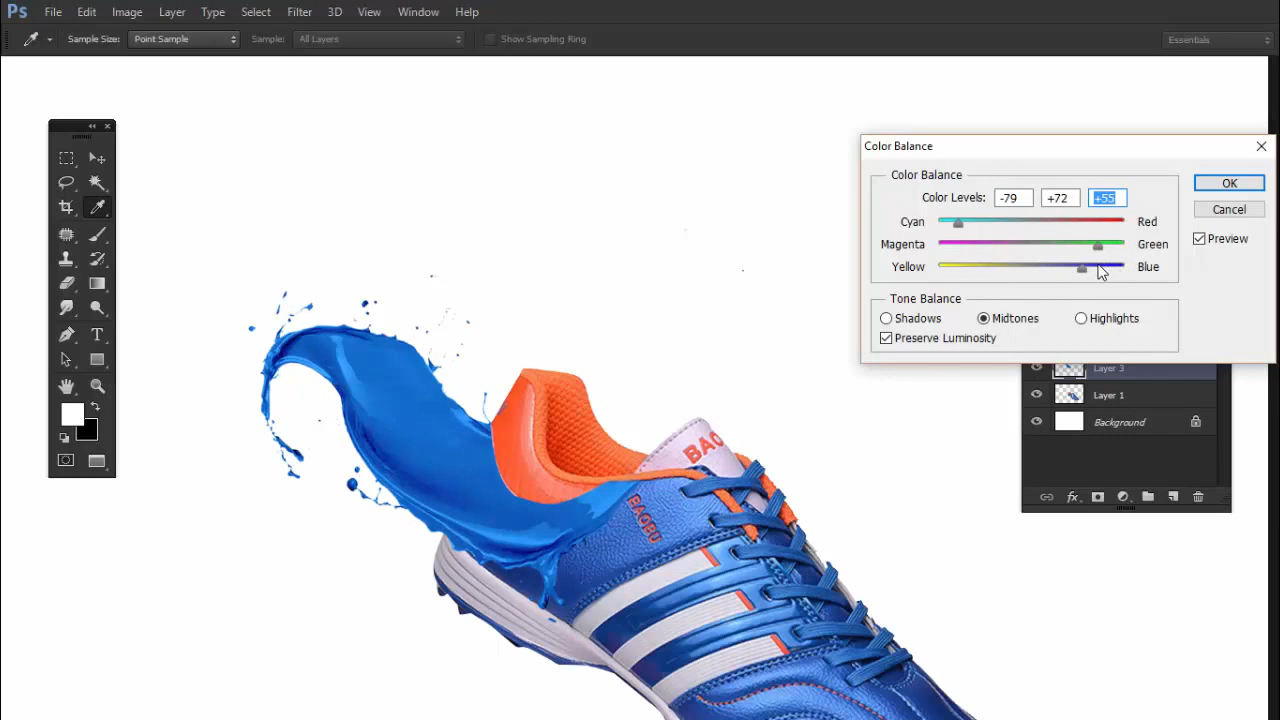 Ps File Edit Image Layer Type Select Filter 3D View Window Help
Sample Size: Point Sample Sample: All Layers Show Sampling Ring Essentials
Color Balance
Color Balance
OK
Color Levels: -79 +72 +55
Cancel
Cyan Red
Preview
Magenta Green
Yellow Blue
Tone Balance
Shadows Midtones Highlights
Preserve Luminosity
Layer 3
Layer 1
Background
fx
T
BAO
BAOBU